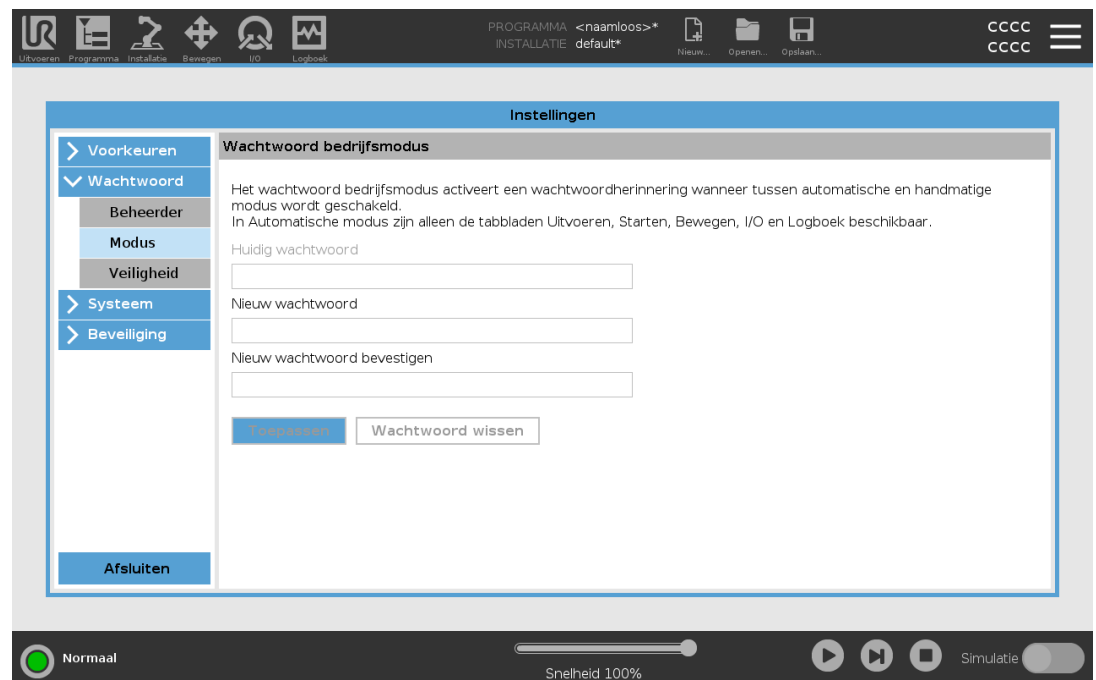 PROGRAMMA <naamloos>*
INSTALLATIE default*
Uitvoeren Programma Installatie Bewegen I/O Logboek
Nieuw... Openen... Opslaan...
CCCC
CCCC
Instellingen
Voorkeuren
Wachtwoord
Beheerder
Modus
Veiligheid
Systeem
Beveiliging
Afsluiten
Wachtwoord bedrijfsmodus
Het wachtwoord bedrijfsmodus activeert een wachtwoordherinnering wanneer tussen automatische en handmatige
modus wordt geschakeld.
In Automatische modus zijn alleen de tabbladen Uitvoeren, Starten, Bewegen, I/O en Logboek beschikbaar.
Huidig wachtwoord
Nieuw wachtwoord
Nieuw wachtwoord bevestigen
Toepassen Wachtwoord wissen
Normaal
Snelheid 100%
Simulatie